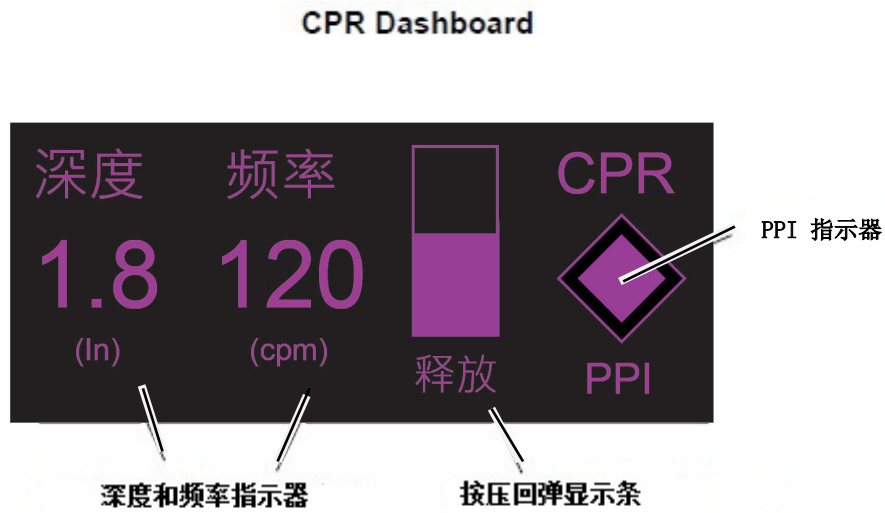 CPR Dashboard
深度 频率 CPR
1.8 120
PPI 指示器
(In) (cpm)
释放 PPI
深度和频率指示器 按压回弹显示条